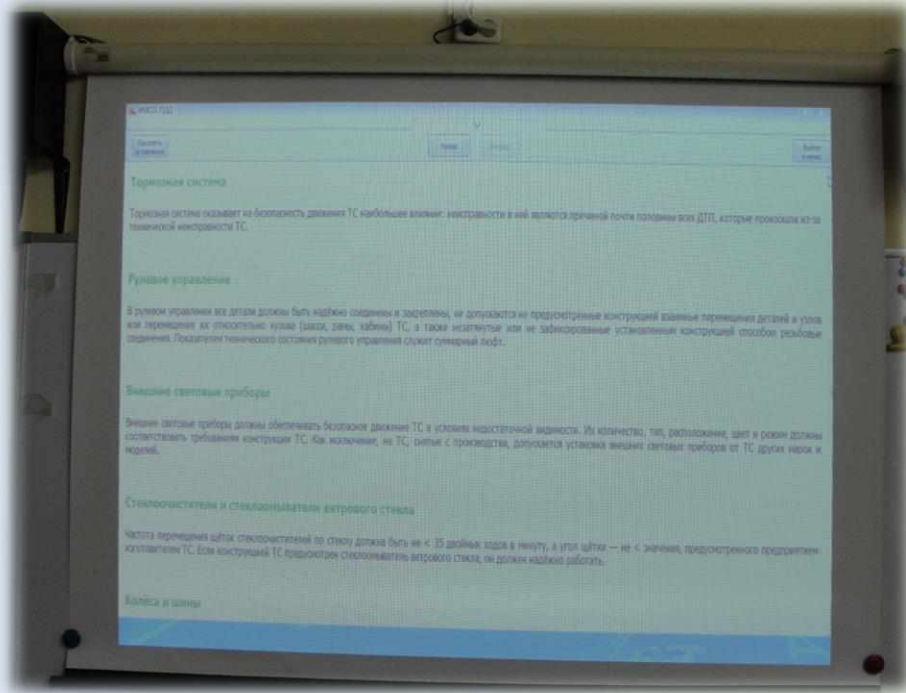 Тормозная система
Тормозная система оказывает на безопасность движения ТС наибольшее влияние: неисправности в ней являются причиной почти половины всех ДТП, которые произошли из-за
технической неисправности ТС.
Рулевое управление
В рулевом управлении все детали должны быть надёжно соединены и закреплены, не допускаются не предусмотренные конструкцией взаимные перемещения деталей и узлов
или перемещение их относительно кузова (шасси, рамы, кабины) ТС, а также незатянутые или не зафиксированные установленным конструкцией способом резьбовые
соединения. Показателем технического состояния рулевого управления служит суммарный люфт.
Внешние световые приборы
Внешние световые приборы должны обеспечивать безопасное движение ТС в условиях недостаточной видимости. Их количество, тип, расположение, цвет и режим должны
соответствовать требованиям конструкции ТС. Как исключение, на ТС, снятые с производства, допускается установка внешних световых приборов от ТС других марок и
моделей.
Стеклоочистители и стеклоомыватели ветрового стекла
Частота перемещения щёток стеклоочистителей по стеклу должна быть не < 35 двойных ходов в минуту, а угол щётки — не < значения, предусмотренного предприятием-
изготовителем ТС. Если конструкцией ТС предусмотрен стеклоомыватель ветрового стекла, он должен надёжно работать.
Колёса и шины